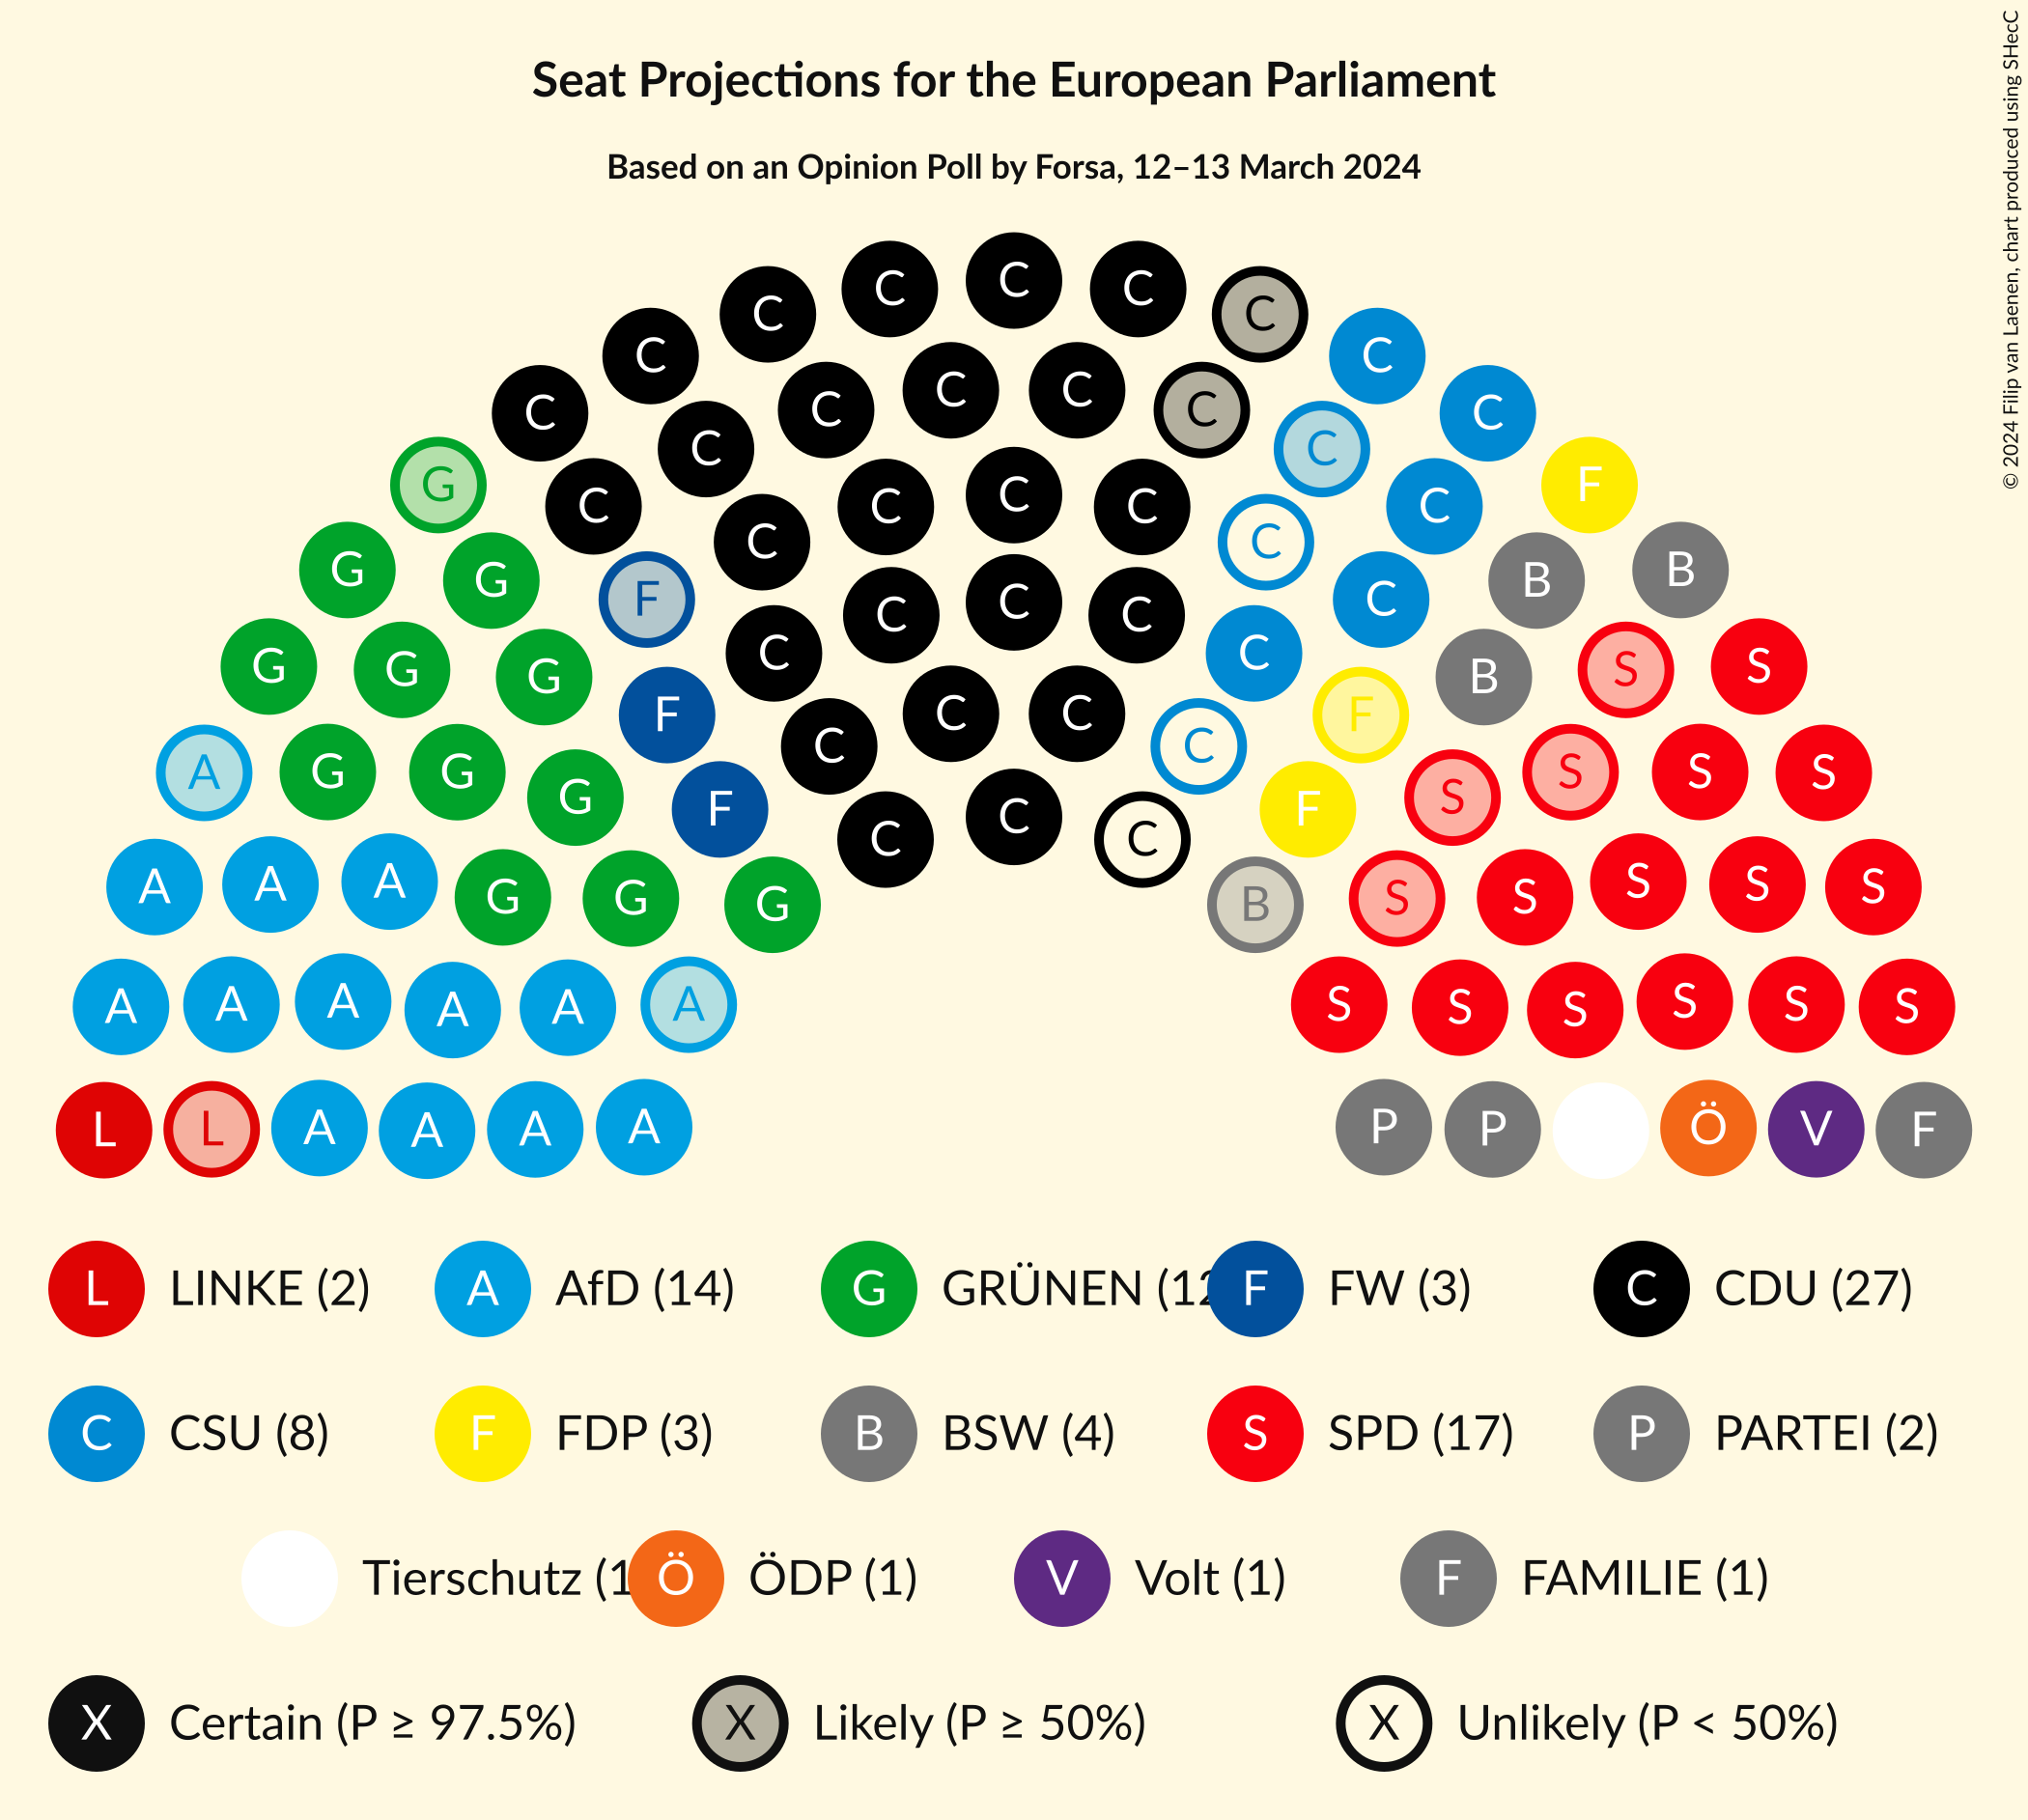 Seat Projections for the European Parliament
Based on an Opinion Poll by Forsa, 12–13 March 2024
© 2024 Filip van Laenen, chart produced using SHecC
C C C
C C C
C C C C C
C C C C C
G C C F
C C C C C
C C
G G B B
F C C C C
G G G C C B S S
F C C C F
A G G C C S S S
G F F S
A A A C C C S S S
G G G B S S
A A A A A A S S S S S S
L L A A A A P P Ö V F
L LINKE (2) A AfD (14) G GRÜNEN (12 F FW (3) C CDU (27)
C CSU (8) F FDP (3) B BSW (4) S SPD (17) P PARTEI (2)
Tierschutz (1 Ö ÖDP (1) V Volt (1) F FAMILIE (1)
X Certain (P ≥ 97.5%) X Likely (P ≥ 50%) X Unlikely (P < 50%)